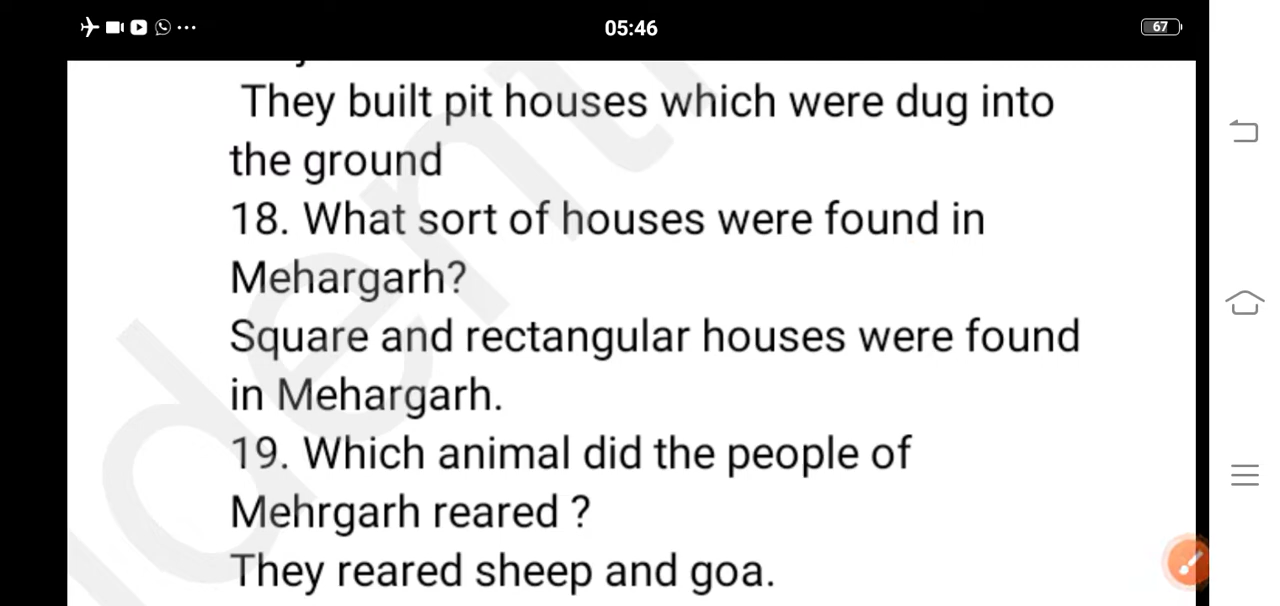 05:46
67
They built pit houses which were dug into
the ground
18. What sort of houses were found in
Mehargarh?
Square and rectangular houses were found
in Mehargarh.
19. Which animal did the people of
Mehrgarh reared ?
They reared sheep and goa.